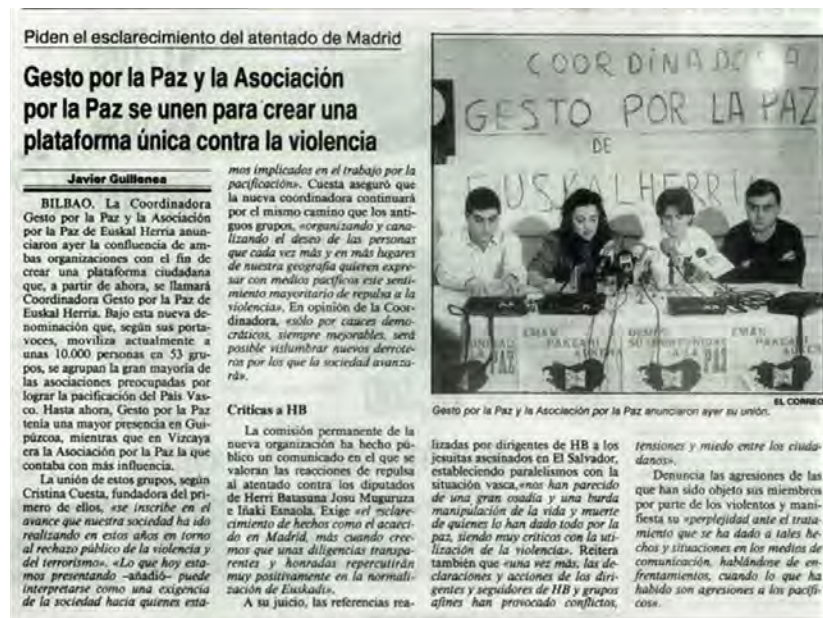 Piden el esclarecimiento del atentado de Madrid
Gesto por la Paz y la Asociación
por la Paz se unen para crear una
plataforma única contra la violencia
Javier Guillenea
BILBAO. La Coordinadora
Gesto por la Paz y la Asociación
por la Paz de Euskal Herria anun-
ciaron ayer la confluencia de am-
bas organizaciones con el fin de
crear una plataforma ciudadana
que, a partir de ahora, se llamará
Coordinadora Gesto por la Paz de
Euskal Herria. Bajo esta nueva de-
nominación que, según sus porta-
voces, moviliza actualmente a
unas 10.000 personas en 53 gru-
pos, se agrupan la gran mayoría de
las asociaciones preocupadas por
lograr la pacificación del País Vas-
co. Hasta ahora, Gesto por la Paz
tenía una mayor presencia en Gui-
púzcoa, mientras que en Vizcaya
era la Asociación por la Paz la que
contaba con más influencia.
La unión de estos grupos, según
Cristina Cuesta, fundadora del pri-
mero de ellos, «se inscribe en el
avance que nuestra sociedad ha ido
realizando en estos años en torno
al rechazo público de la violencia y
del terrorismo». «Lo que hoy esta-
mos presentando –añadió– puede
interpretarse como una exigencia
de la sociedad hacia quienes esta-
mos implicados en el trabajo por la
pacificación». Cuesta aseguró que
la nueva coordinadora continuará
por el mismo camino que los anti-
guos grupos, «organizando y cana-
lizando el deseo de las personas
que cada vez más y en más lugares
de nuestra geografía quieren expre-
sar con medios pacíficos este senti-
miento mayoritario de repulsa a la
violencia». En opinión de la Coor-
dinadora, «sólo por cauces demo-
cráticos, siempre mejorables, será
posible vislumbrar nuevos derrote-
ros por los que la sociedad avanza-
rá».
Críticas a HB
La comisión permanente de la
nueva organización ha hecho pú-
blico un comunicado en el que se
valoran las reacciones de repulsa
al atentado contra los diputados
de Herri Batasuna Josu Muguruza
e Iñaki Esnaola. Exige «el esclare-
cimiento de hechos como el acaeci-
do en Madrid, más cuando cree-
mos que unas diligencias transpa-
rentes y honradas repercutirán
muy positivamente en la normali-
zación de Euskadi».
A su juicio, las referencias rea-
COORDINADORA
GESTO POR LA PAZ
DE
EUSKALHERRIA
EL CORREO
Gesto por la Paz y la Asociación por la Paz anunciaron ayer su unión.
lizadas por dirigentes de HB a los
jesuitas asesinados en El Salvador,
estableciendo paralelismos con la
situación vasca, «nos han parecido
de una gran osadía y una burda
manipulación de la vida y muerte
de quienes lo han dado todo por la
paz, siendo muy críticos con la uti-
lización de la violencia». Reitera
también que «una vez más, las de-
claraciones y acciones de los diri-
gentes y seguidores de HB y grupos
afines han provocado conflictos,
tensiones y miedo entre los ciuda-
danos».
Denuncia las agresiones de las
que han sido objeto sus miembros
por parte de los violentos y mani-
fiesta su «perplejidad ante el trata-
miento que se ha dado a tales he-
chos y situaciones en los medios de
comunicación, hablándose de en-
frentamientos, cuando lo que ha
habido son agresiones a los pacífi-
cos».